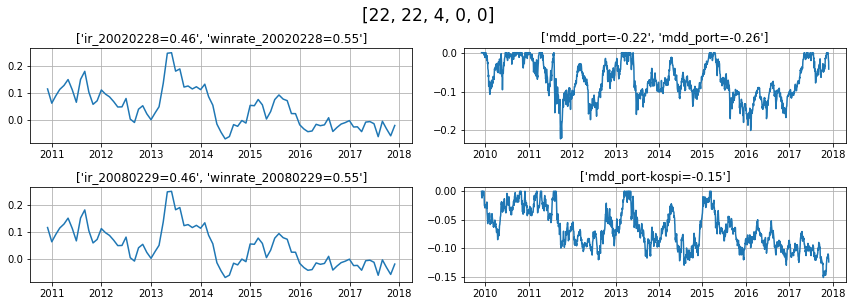 [22, 22, 4, 0, 0]
['ir_20020228=0.46', 'winrate_20020228=0.55']
0.2
0.1
0.0
2011 2012 2013 2014 2015 2016 2017 2018
['mdd_port=-0.22', 'mdd_port=-0.26']
0.0
−0.1
−0.2
2010 2011 2012 2013 2014 2015 2016 2017 2018
['ir_20080229=0.46', 'winrate_20080229=0.55']
0.2
0.1
0.0
2011 2012 2013 2014 2015 2016 2017 2018
['mdd_port-kospi=-0.15']
0.00
−0.05
−0.10
−0.15
2010 2011 2012 2013 2014 2015 2016 2017 2018